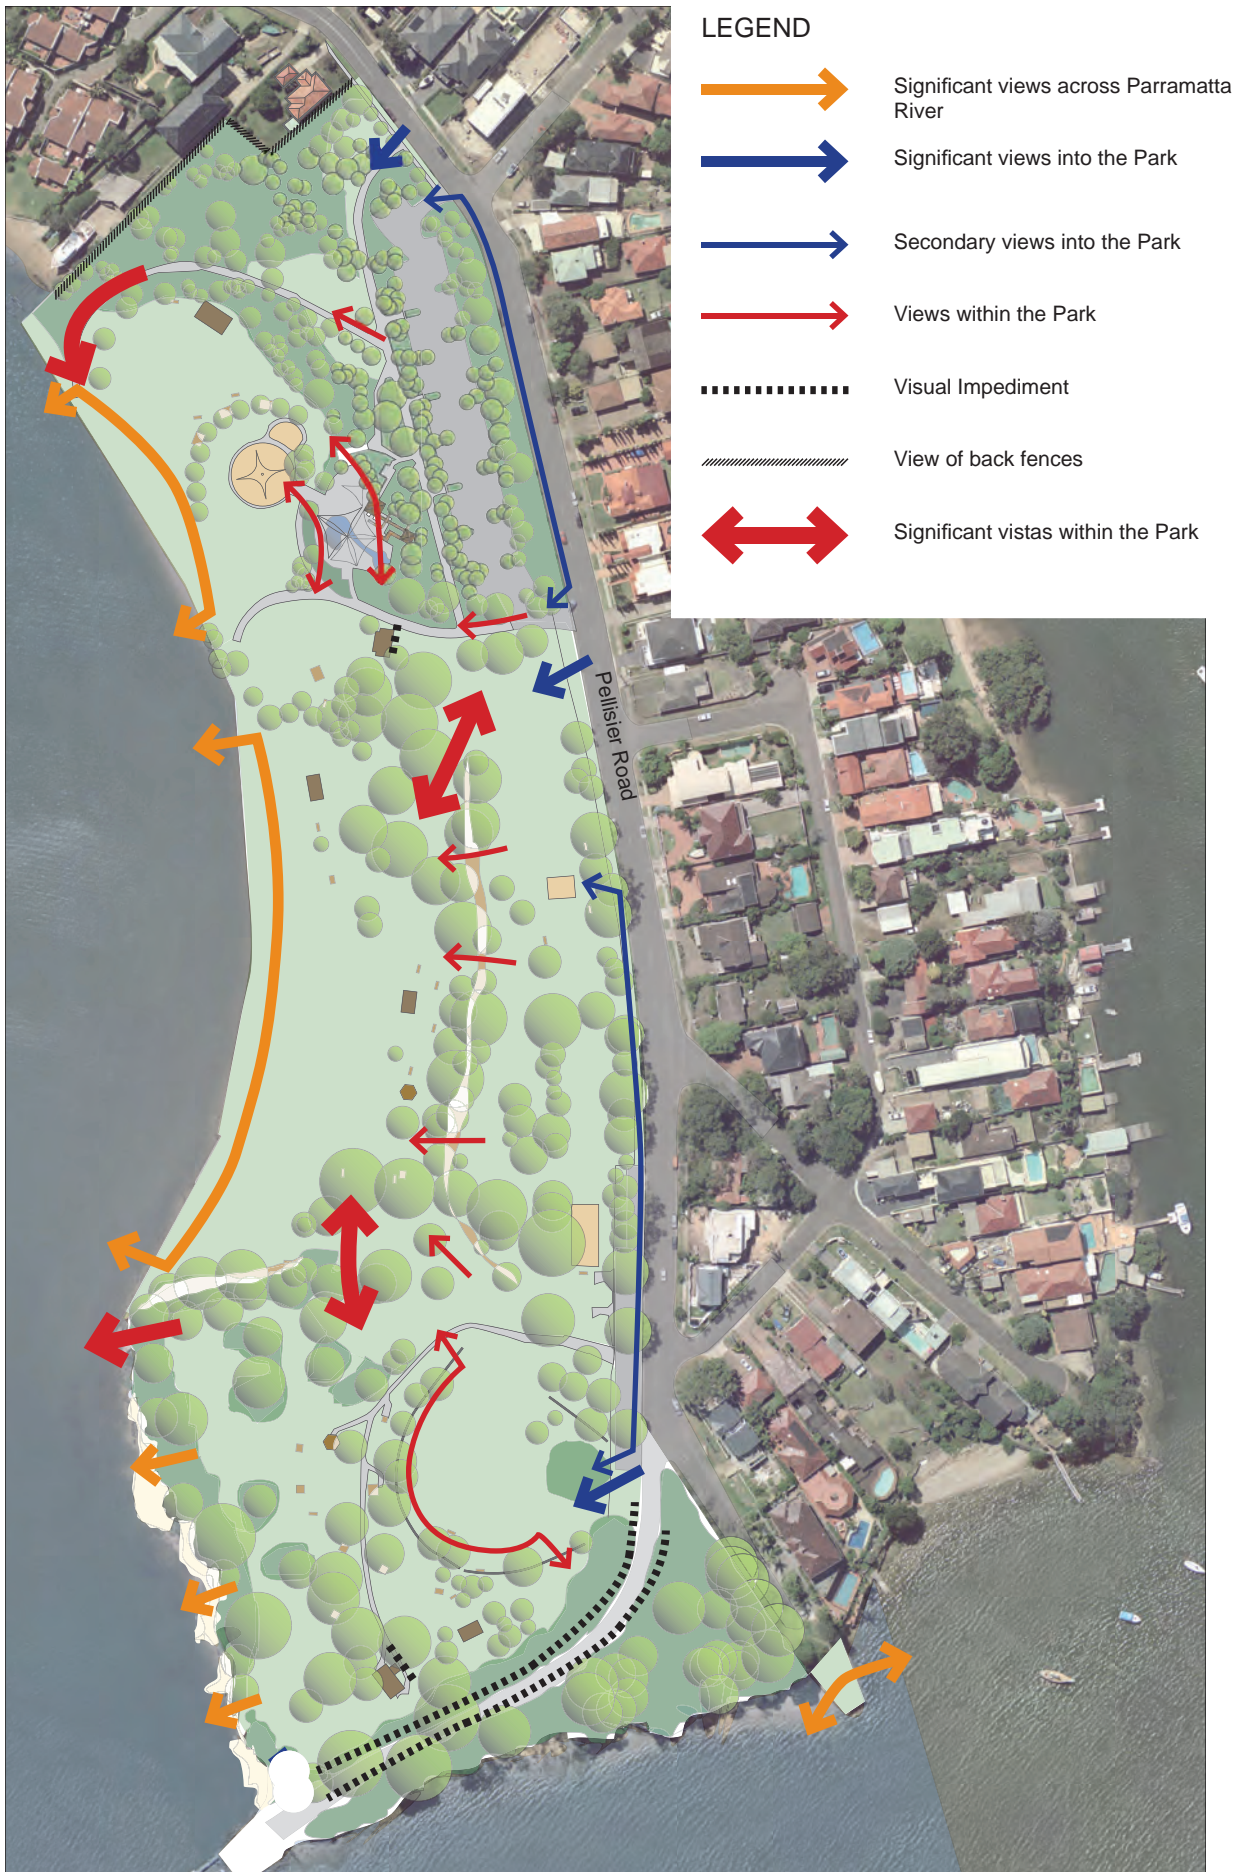 LEGEND
Significant views across Parramatta
River
Significant views into the Park
Secondary views into the Park
Views within the Park
Visual Impediment
View of back fences
Significant vistas within the Park
Pellisier Road